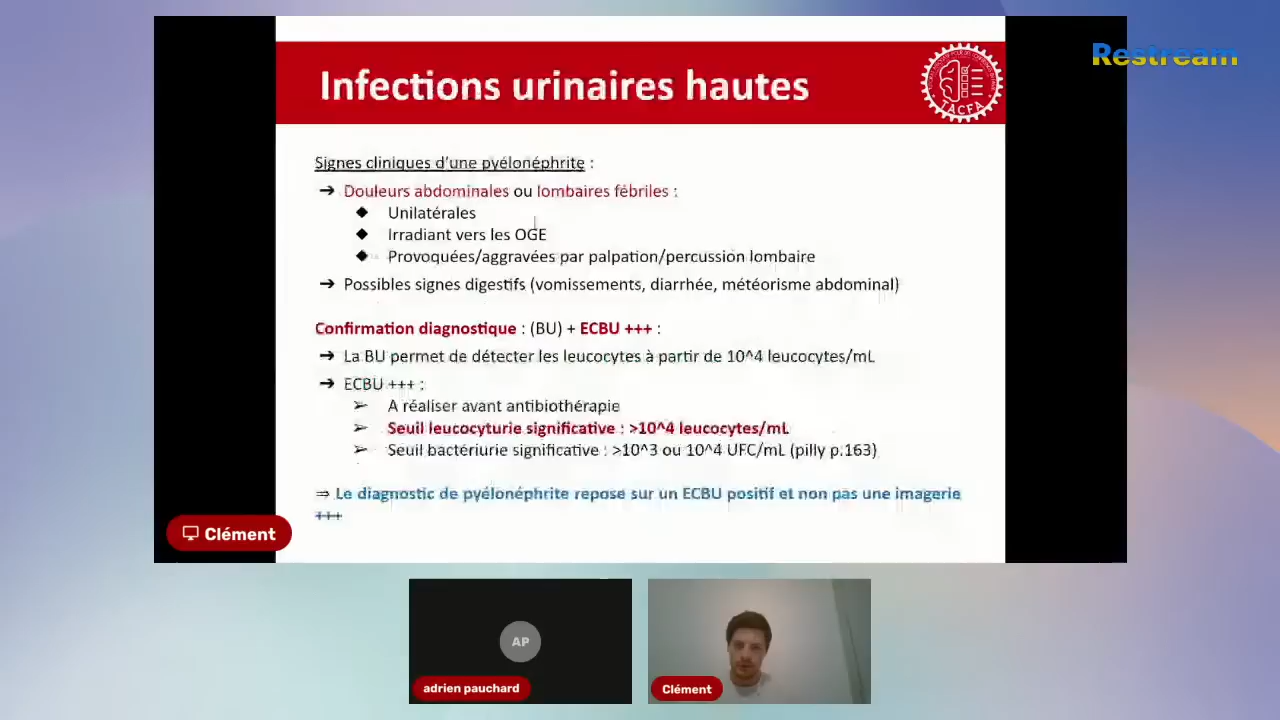 Restream
Infections urinaires hautes
TACFA
Signes cliniques d'une pyélonéphrite :
➔ Douleurs abdominales ou lombaires fébriles :
◆ Unilatérales
◆ Irradiant vers les OGE
◆ Provoquées/aggravées par palpation/percussion lombaire
➔ Possibles signes digestifs (vomissements, diarrhée, météorisme abdominal)
Confirmation diagnostique : (BU) + ECBU +++ :
➔ La BU permet de détecter les leucocytes à partir de 10^4 leucocytes/mL
➔ ECBU +++ :
➢ A réaliser avant antibiothérapie
➢ Seuil leucocyturie significative : >10^4 leucocytes/mL
➢ Seuil bactériurie significative : >10^3 ou 10^4 UFC/mL (pilly p.163)
⇒ Le diagnostic de pyélonéphrite repose sur un ECBU positif et non pas une imagerie
+++
Clément
AP
adrien pauchard
Clément